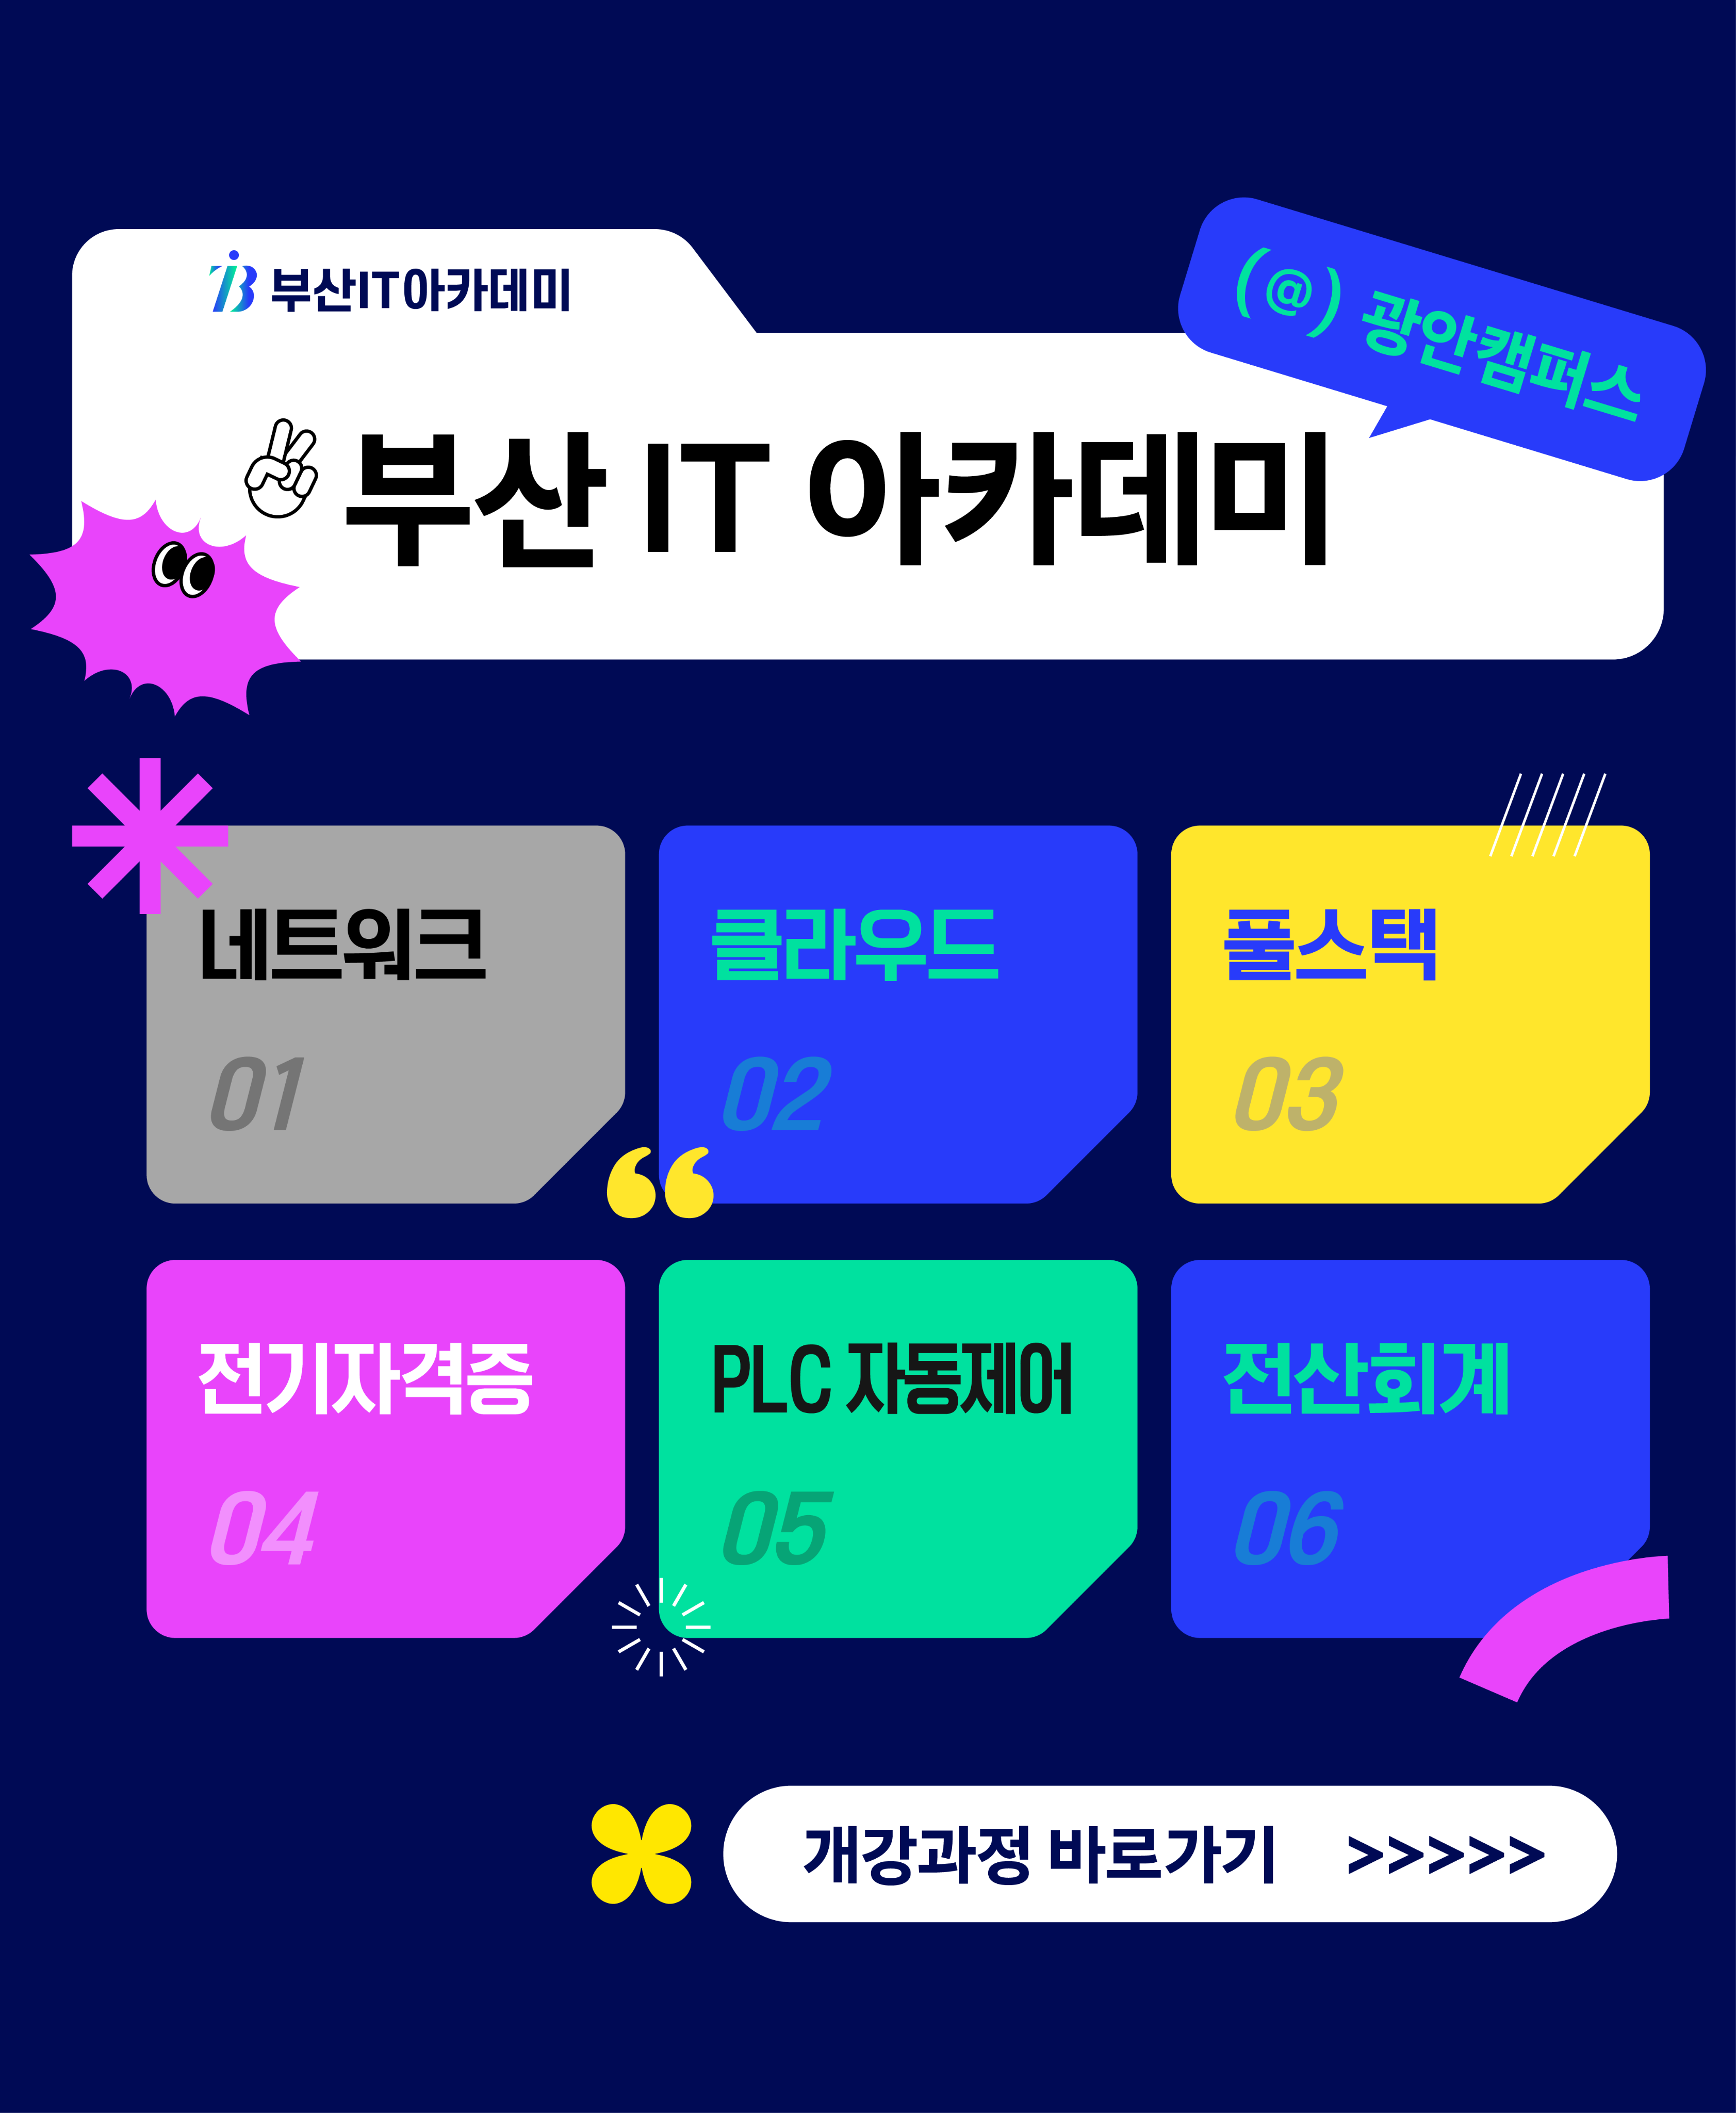 부산IT아카데미
(@) 광안캠퍼스
부산 IT 아카데미
네트워크
01
클라우드
02
풀스택
03
전기자격증
04
PLC 자동제어
05
전산회계
06
개강과정 바로가기 >>>>>